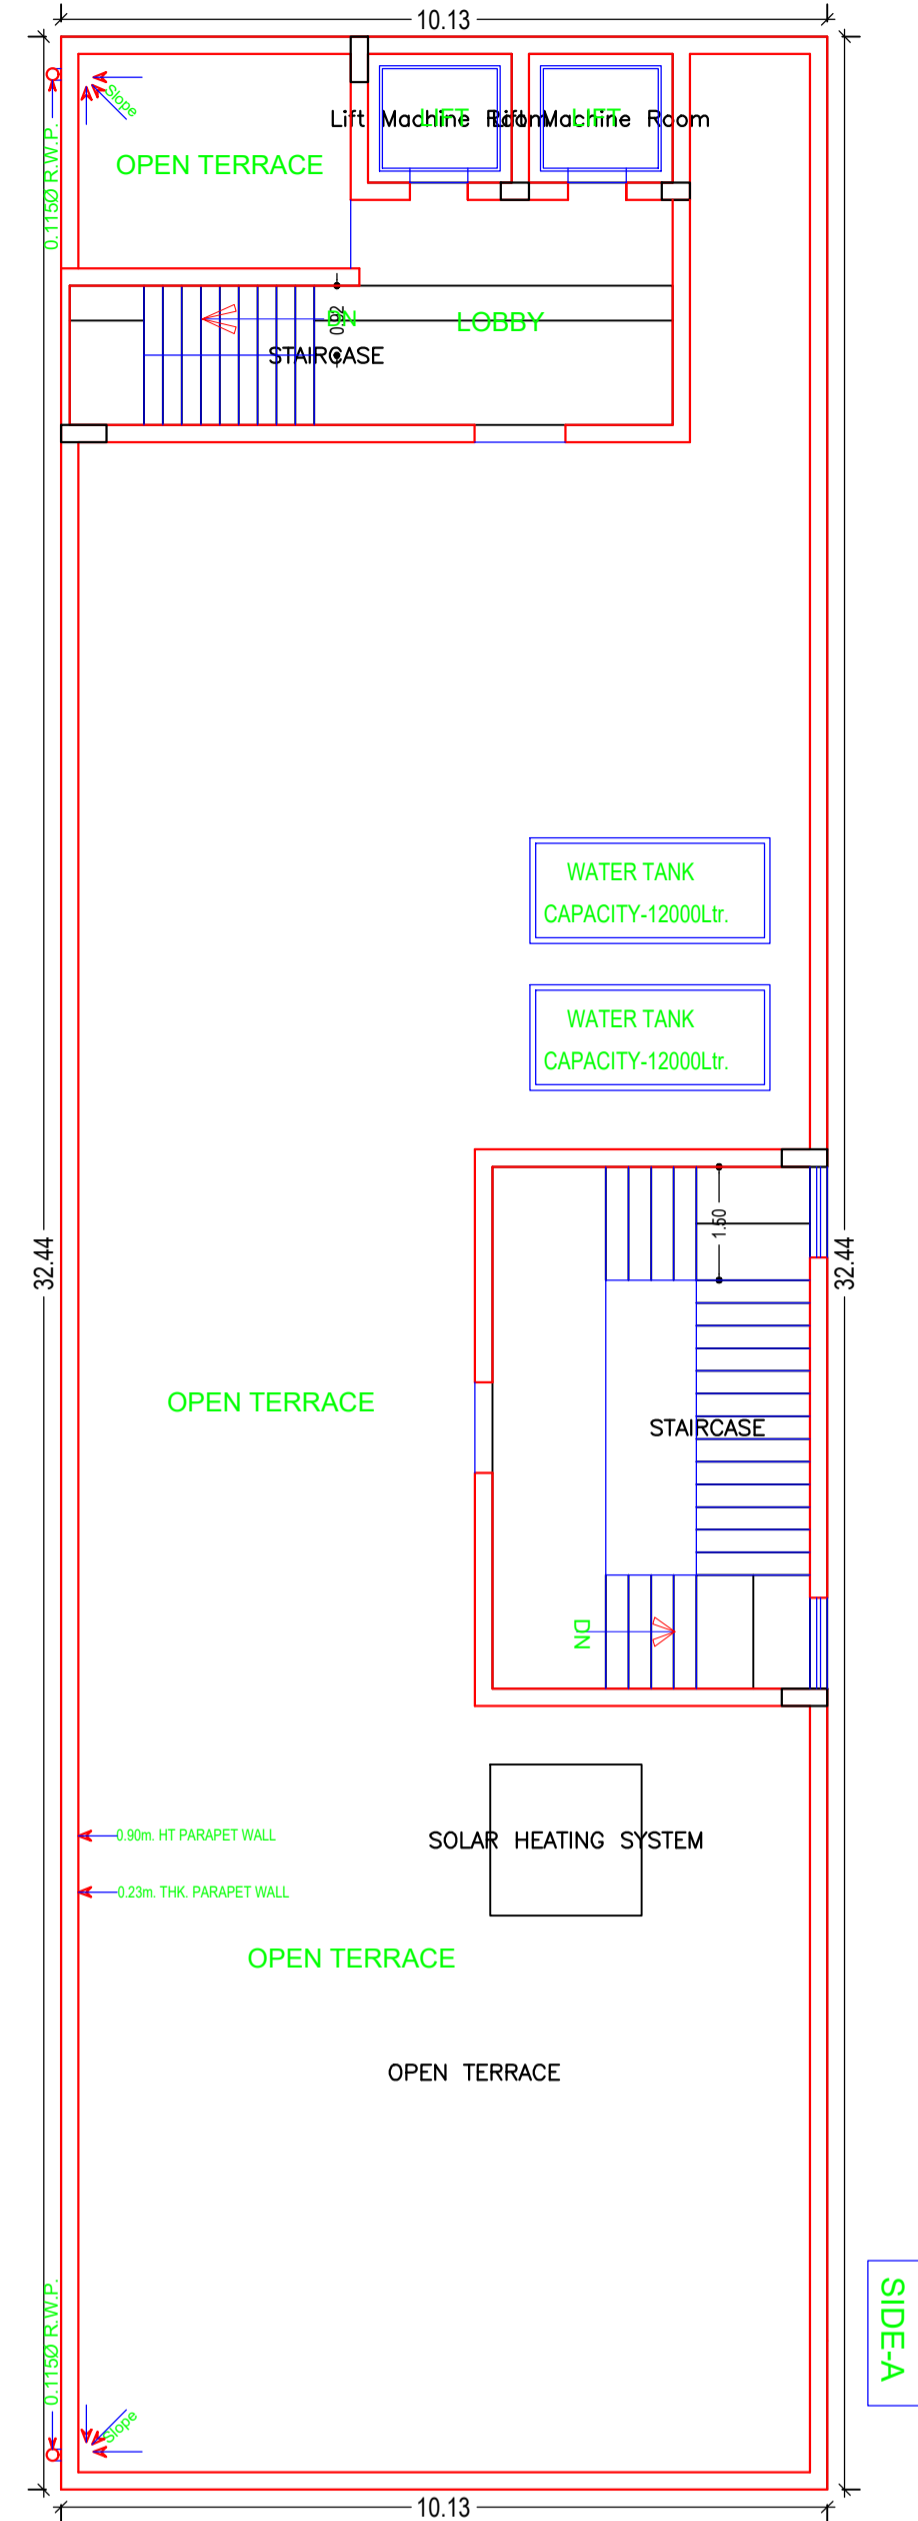 10.13
Slope
0.115Ø R.W.P.
OPEN TERRACE
Lift Machine Room
LIFT
Lift Machine Room
LIFT
DN
0.92
LOBBY
STAIRCASE
WATER TANK
CAPACITY-12000Ltr.
WATER TANK
CAPACITY-12000Ltr.
1.50
32.44
32.44
OPEN TERRACE
STAIRCASE
DN
0.90m. HT PARAPET WALL
SOLAR HEATING SYSTEM
0.23m. THK. PARAPET WALL
OPEN TERRACE
OPEN TERRACE
SIDE-A
0.115Ø R.W.P.
Slope
10.13